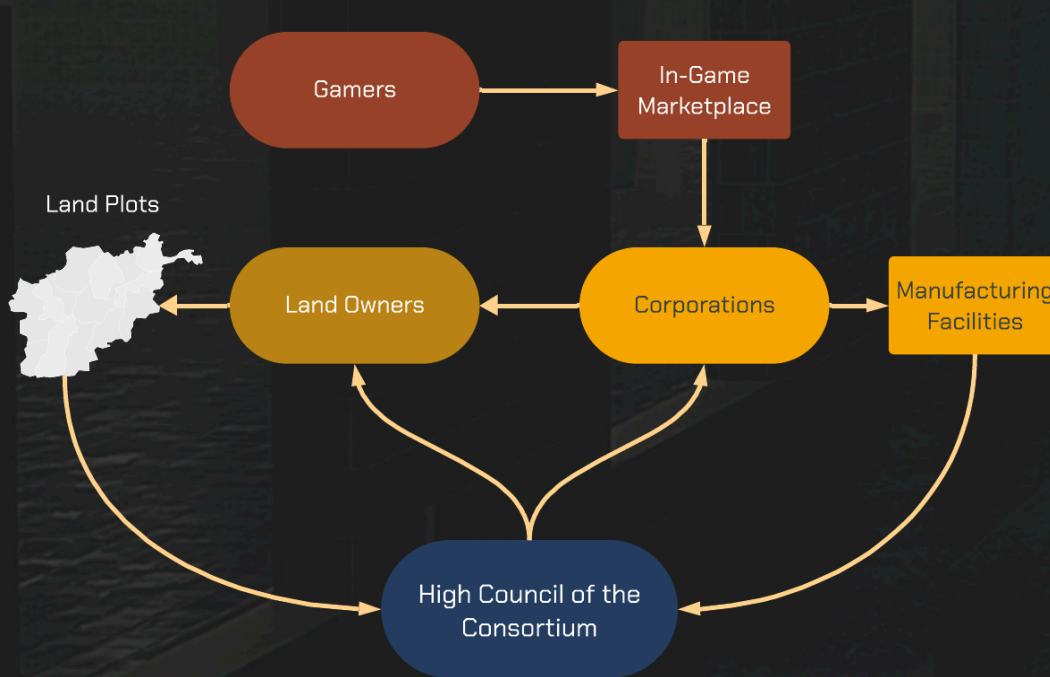 Gamers
In-Game
Marketplace
Land Plots
Land Owners
Corporations
Manufacturing
Facilities
High Council of the
Consortium